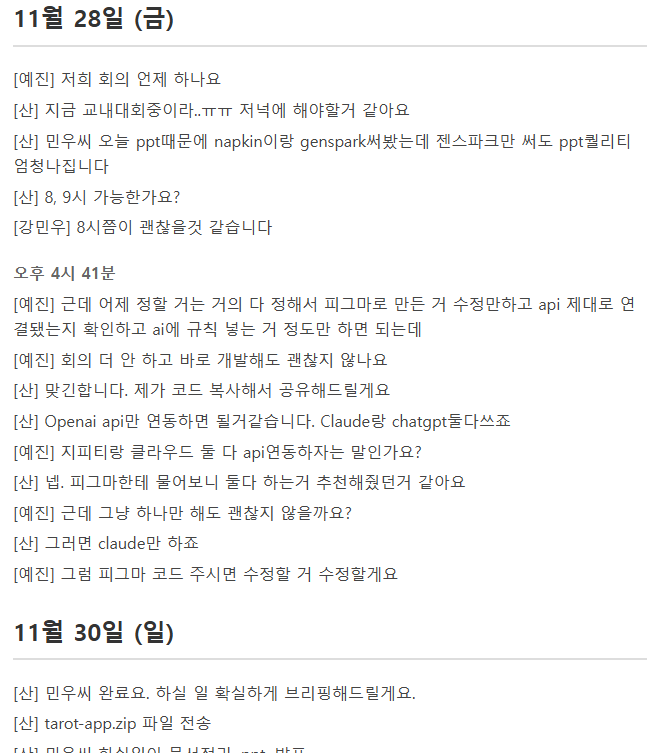 11월 28일 (금)
[예진] 저희 회의 언제 하나요
[산] 지금 교내대회중이라..ㅠㅠ 저녁에 해야할거 같아요
[산] 민우씨 오늘 ppt때문에 napkin이랑 genspark써봤는데 젠스파크만 써도 ppt퀄리티
엄청나집니다
[산] 8, 9시 가능한가요?
[강민우] 8시쯤이 괜찮을것 같습니다
오후 4시 41분
[예진] 근데 어제 정할 거는 거의 다 정해서 피그마로 만든 거 수정만하고 api 제대로 연
결됐는지 확인하고 ai에 규칙 넣는 거 정도만 하면 되는데
[예진] 회의 더 안 하고 바로 개발해도 괜찮지 않나요
[산] 맞긴합니다. 제가 코드 복사해서 공유해드릴게요
[산] Openai api만 연동하면 될거같습니다. Claude랑 chatgpt둘다쓰죠
[예진] 지피티랑 클라우드 둘 다 api연동하자는 말인가요?
[산] 넵. 피그마한테 물어보니 둘다 하는거 추천해줬던거 같아요
[예진] 근데 그냥 하나만 해도 괜찮지 않을까요?
[산] 그러면 claude만 하죠
[예진] 그럼 피그마 코드 주시면 수정할 거 수정할게요
11월 30일 (일)
[산] 민우씨 완료요. 하실 일 확실하게 브리핑해드릴게요.
[산] tarot-app.zip 파일 전송
[산] 민우씨 하실일이 문서정리, ppt, 발표